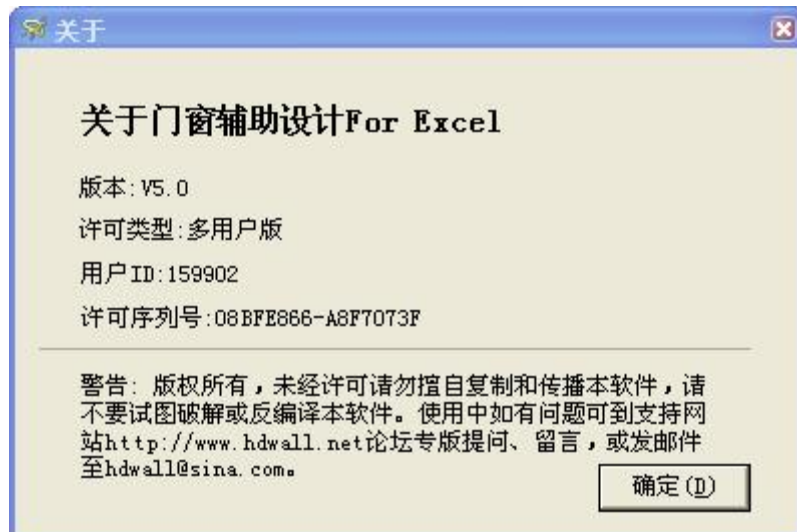 关于
关于门窗辅助设计For Excel
版本:V5.0
许可类型:多用户版
用户ID:159902
许可序列号:08BFE866-A8F7073F
警告: 版权所有，未经许可请勿擅自复制和传播本软件，请
不要试图破解或反编译本软件。使用中如有问题可到支持网
站http://www.hdwall.net论坛专版提问、留言，或发邮件
至hdwall@sina.com。
确定(D)